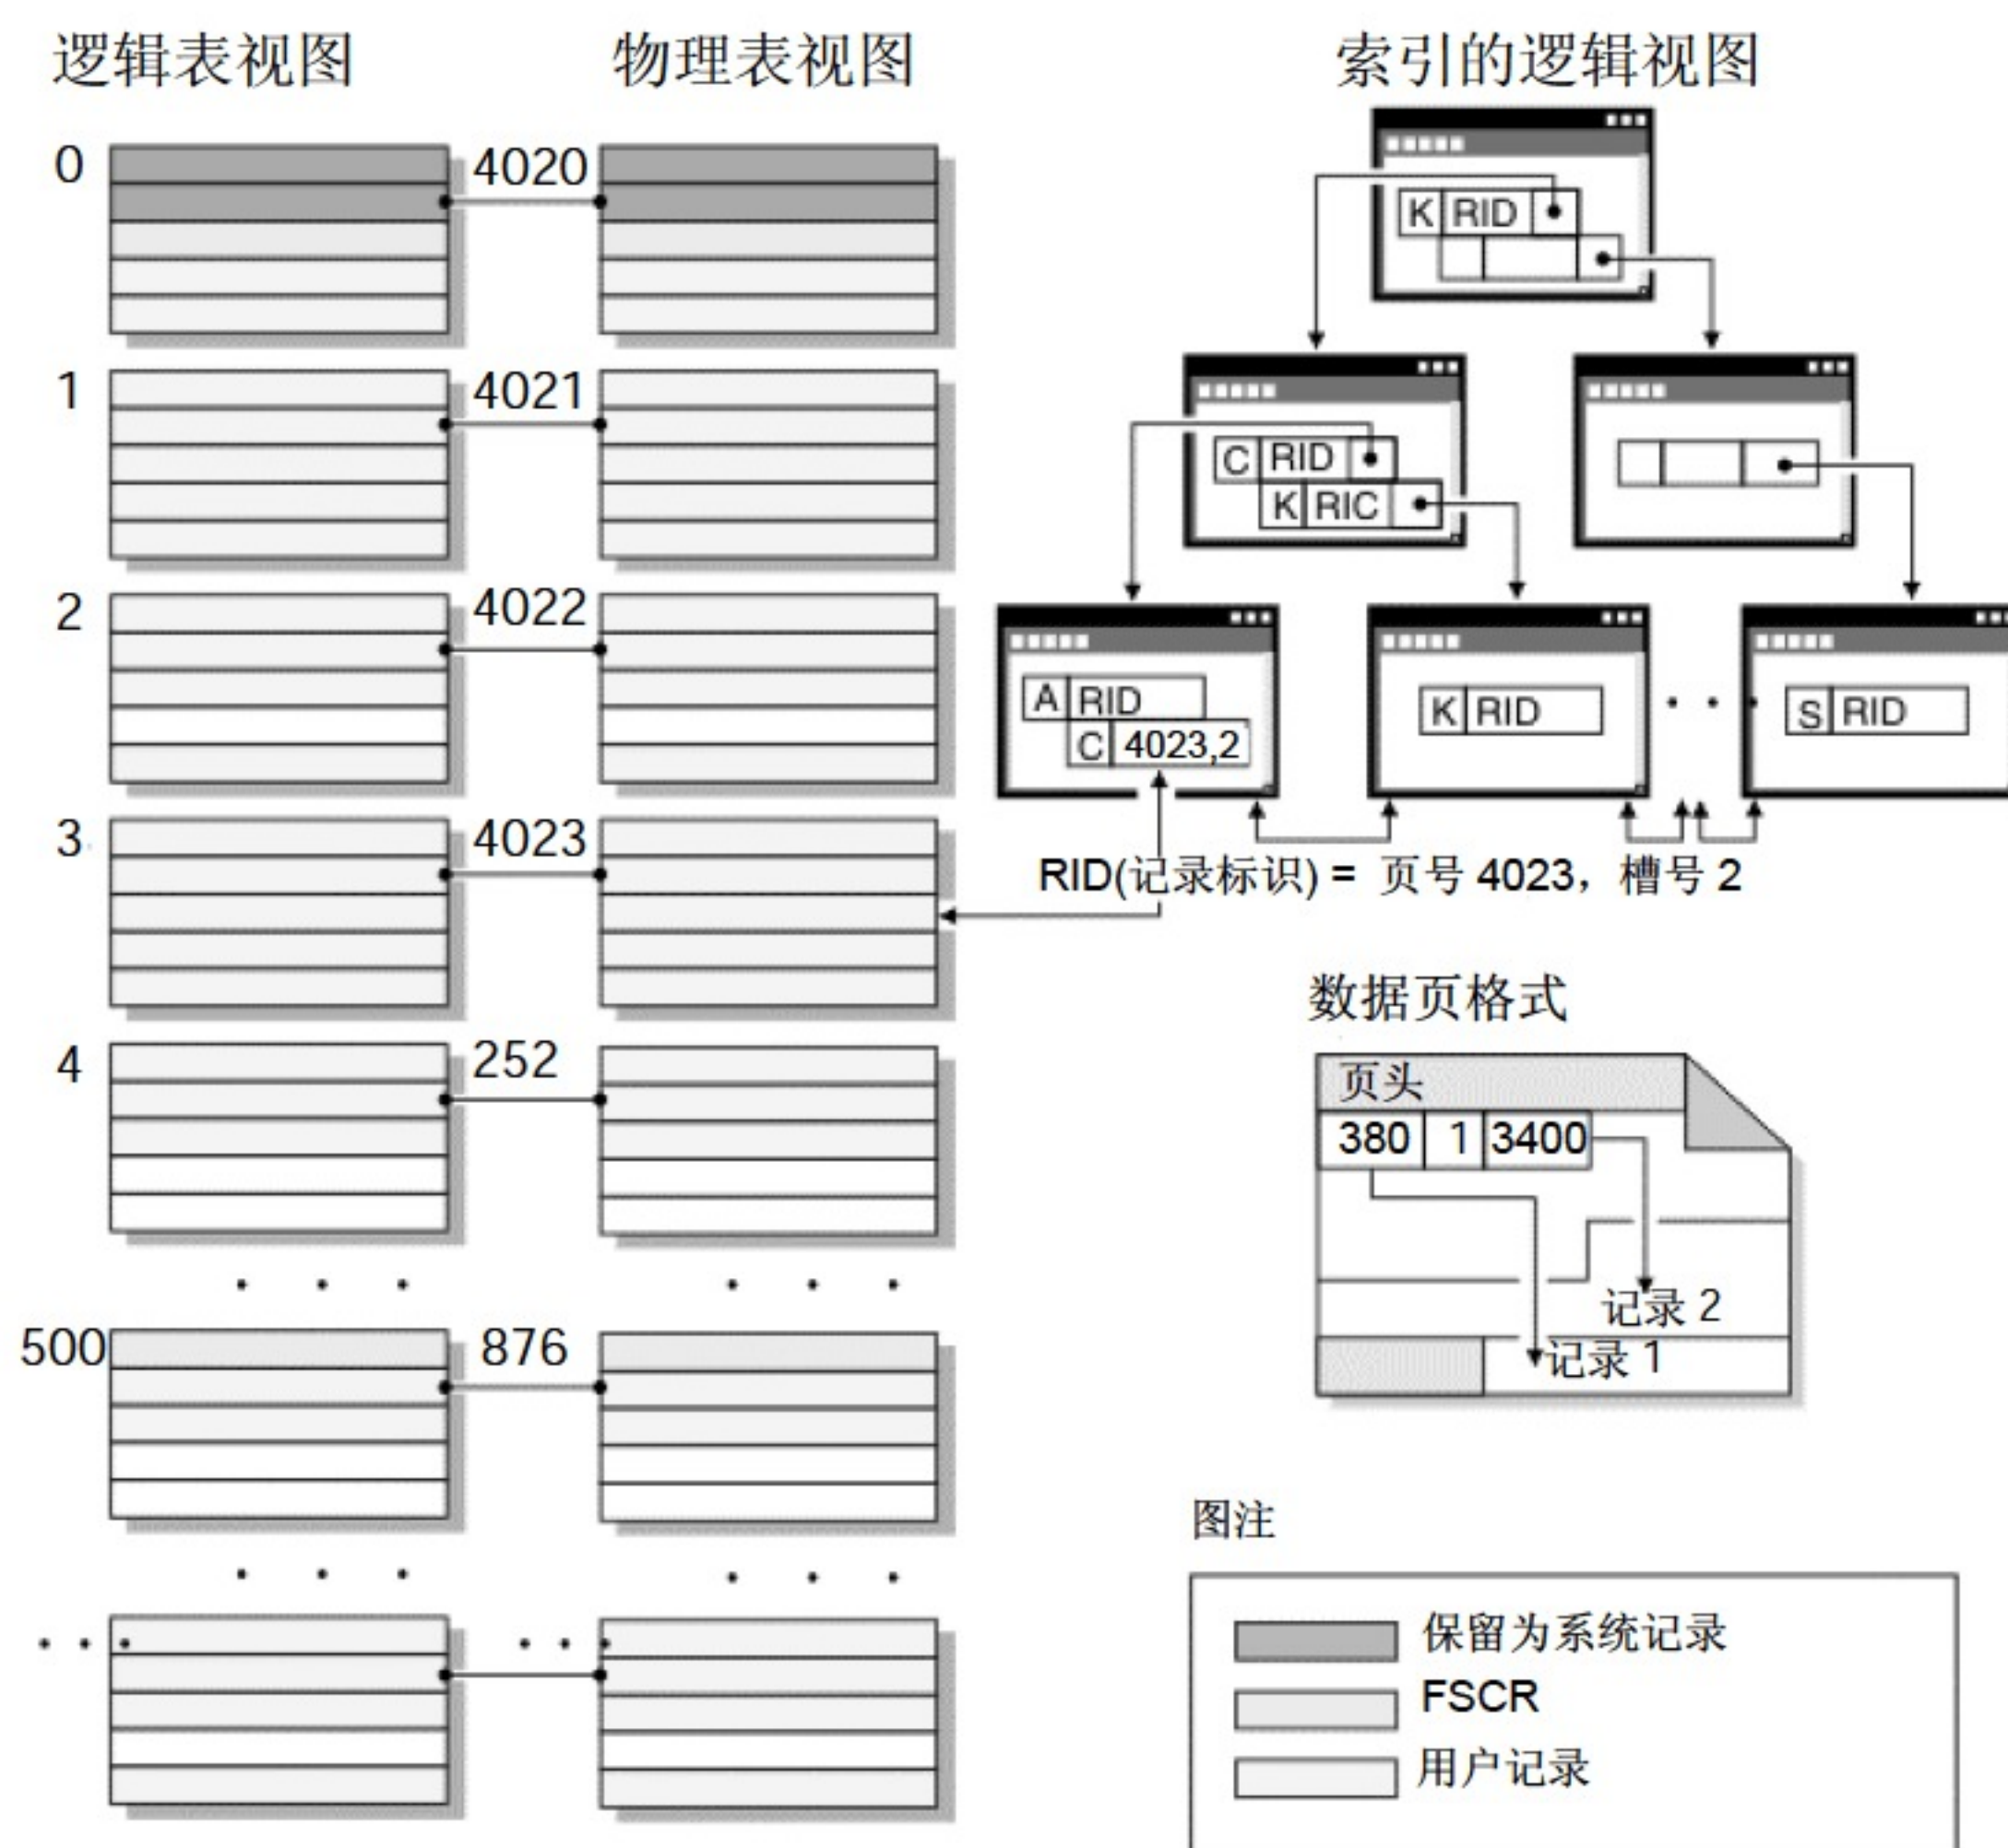 逻辑表视图
物理表视图
索引的逻辑视图
0
4020
1
4021
2
4022
3
4023
4
252
500
876
K RID
C RID
K RIC
A RID
C 4023,2
K RID
S RID
RID(记录标识) = 页号 4023，槽号 2
数据页格式
页头
380 1 3400
记录 2
记录 1
图注
保留为系统记录
FSCR
用户记录